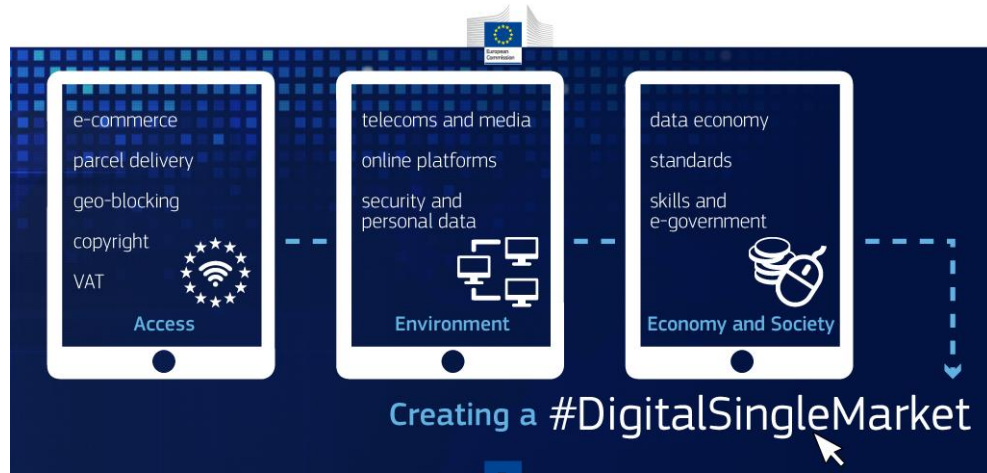 European
Commission
e-commerce
parcel delivery
geo-blocking
copyright
VAT
Access
telecoms and media
online platforms
security and
personal data
Environment
data economy
standards
skills and
e-government
Economy and Society
Creating a #DigitalSingleMarket